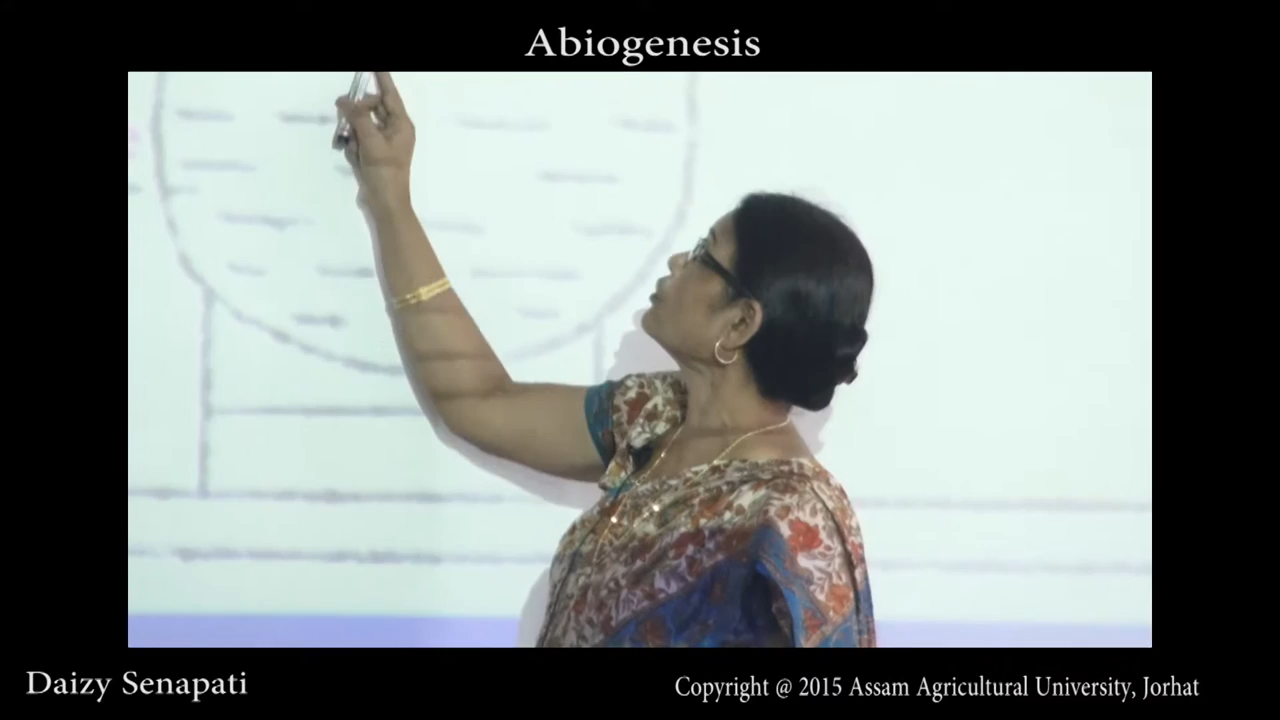 Abiogenesis
Daizy Senapati
Copyright @ 2015 Assam Agricultural University, Jorhat